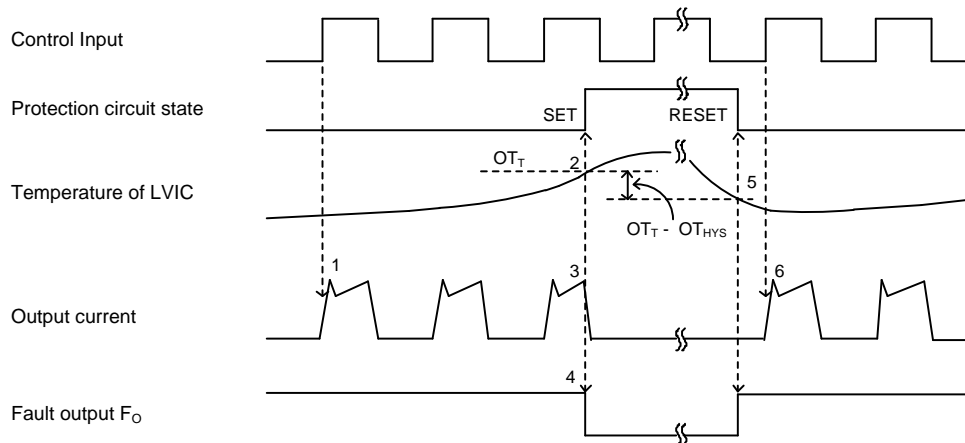 Control Input
Protection circuit state
SET
RESET
OT_T
2
5
Temperature of LVIC
OT_T - OT_HYS
1
3
6
Output current
4
Fault output F_O